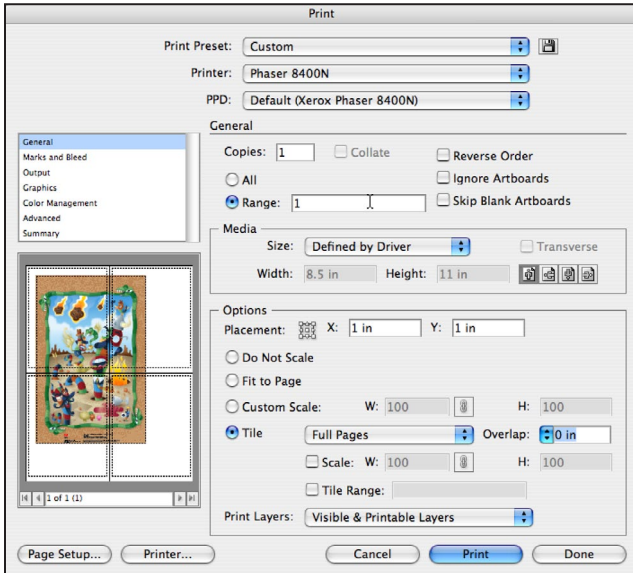 Print
Print Preset: Custom
Printer: Phaser 8400N
PPD: Default (Xerox Phaser 8400N)
General
Marks and Bleed
Output
Graphics
Color Management
Advanced
Summary
1 of 1 (1)
General
Copies: 1 Collate Reverse Order
All Ignore Artboards
Range: 1 Skip Blank Artboards
Media
Size: Defined by Driver Transverse
Width: 8.5 in Height: 11 in
Options
Placement: X: 1 in Y: 1 in
Do Not Scale
Fit to Page
Custom Scale: W: 100 H: 100
Tile Full Pages Overlap: 0 in
Scale: W: 100 H: 100
Tile Range:
Print Layers: Visible & Printable Layers
Page Setup... Printer... Cancel Print Done